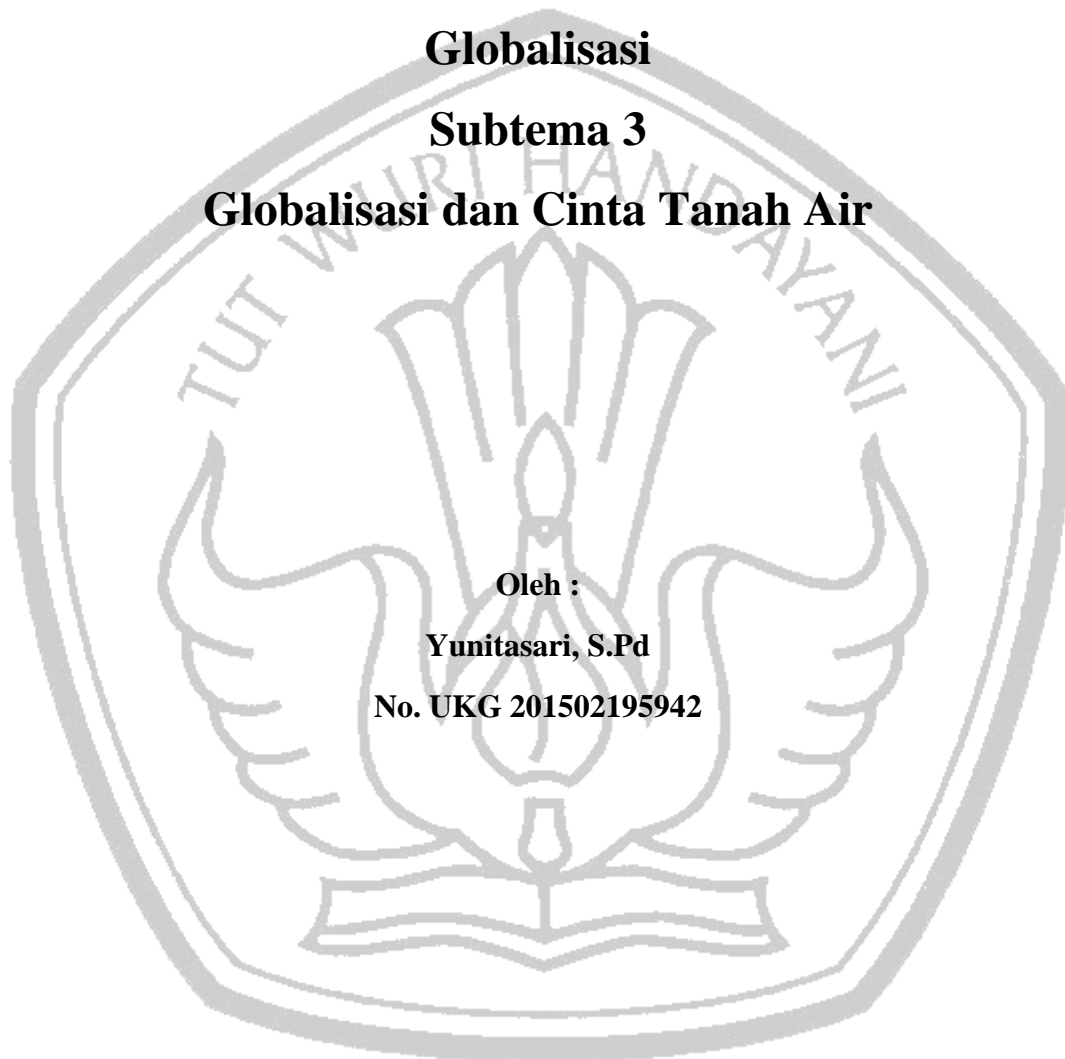 Globalisasi
Subtema 3
TUT WURI HANDAYANI
Globalisasi dan Cinta Tanah Air
Oleh :
Yunitasari, S.Pd
No. UKG 201502195942